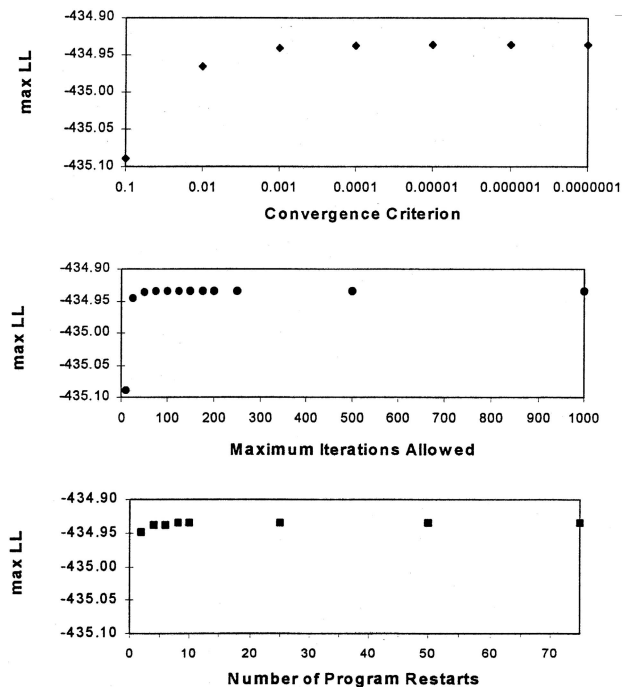 -434.90
-434.95
-435.00
-435.05
-435.10
max LL
0.1 0.01 0.001 0.0001 0.00001 0.000001 0.0000001
Convergence Criterion
-434.90
-434.95
-435.00
-435.05
-435.10
max LL
0 100 200 300 400 500 600 700 800 900 1000
Maximum Iterations Allowed
-434.90
-434.95
-435.00
-435.05
-435.10
max LL
0 10 20 30 40 50 60 70
Number of Program Restarts